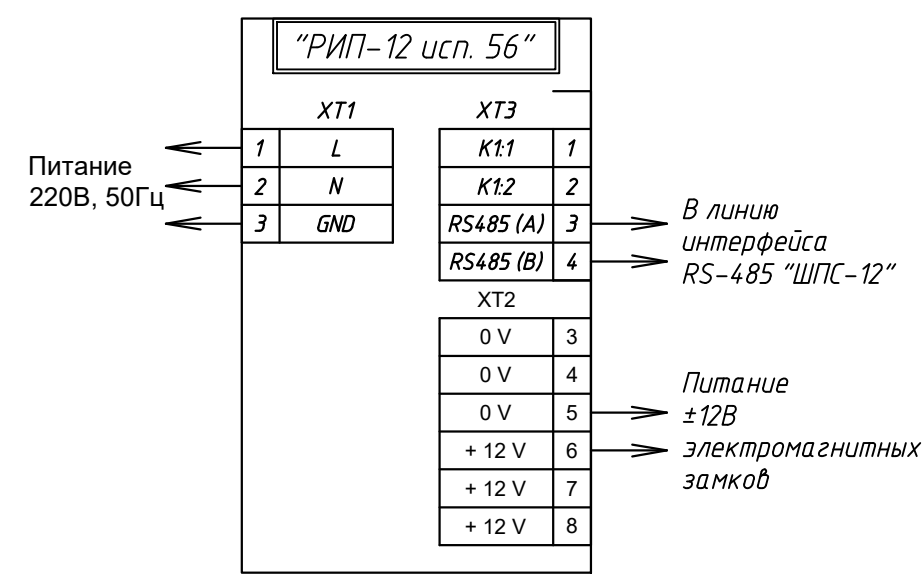 "РИП-12 исп. 56"
XT1
1 L
2 N
3 GND
Питание
220В, 50Гц
XT3
K1:1 1
K1:2 2
RS485 (A) 3
RS485 (B) 4
В линию
интерфейса
RS-485 "ШПС-12"
XT2
0 V 3
0 V 4
0 V 5
+ 12 V 6
+ 12 V 7
+ 12 V 8
Питание
±12В
электромагнитных
замков